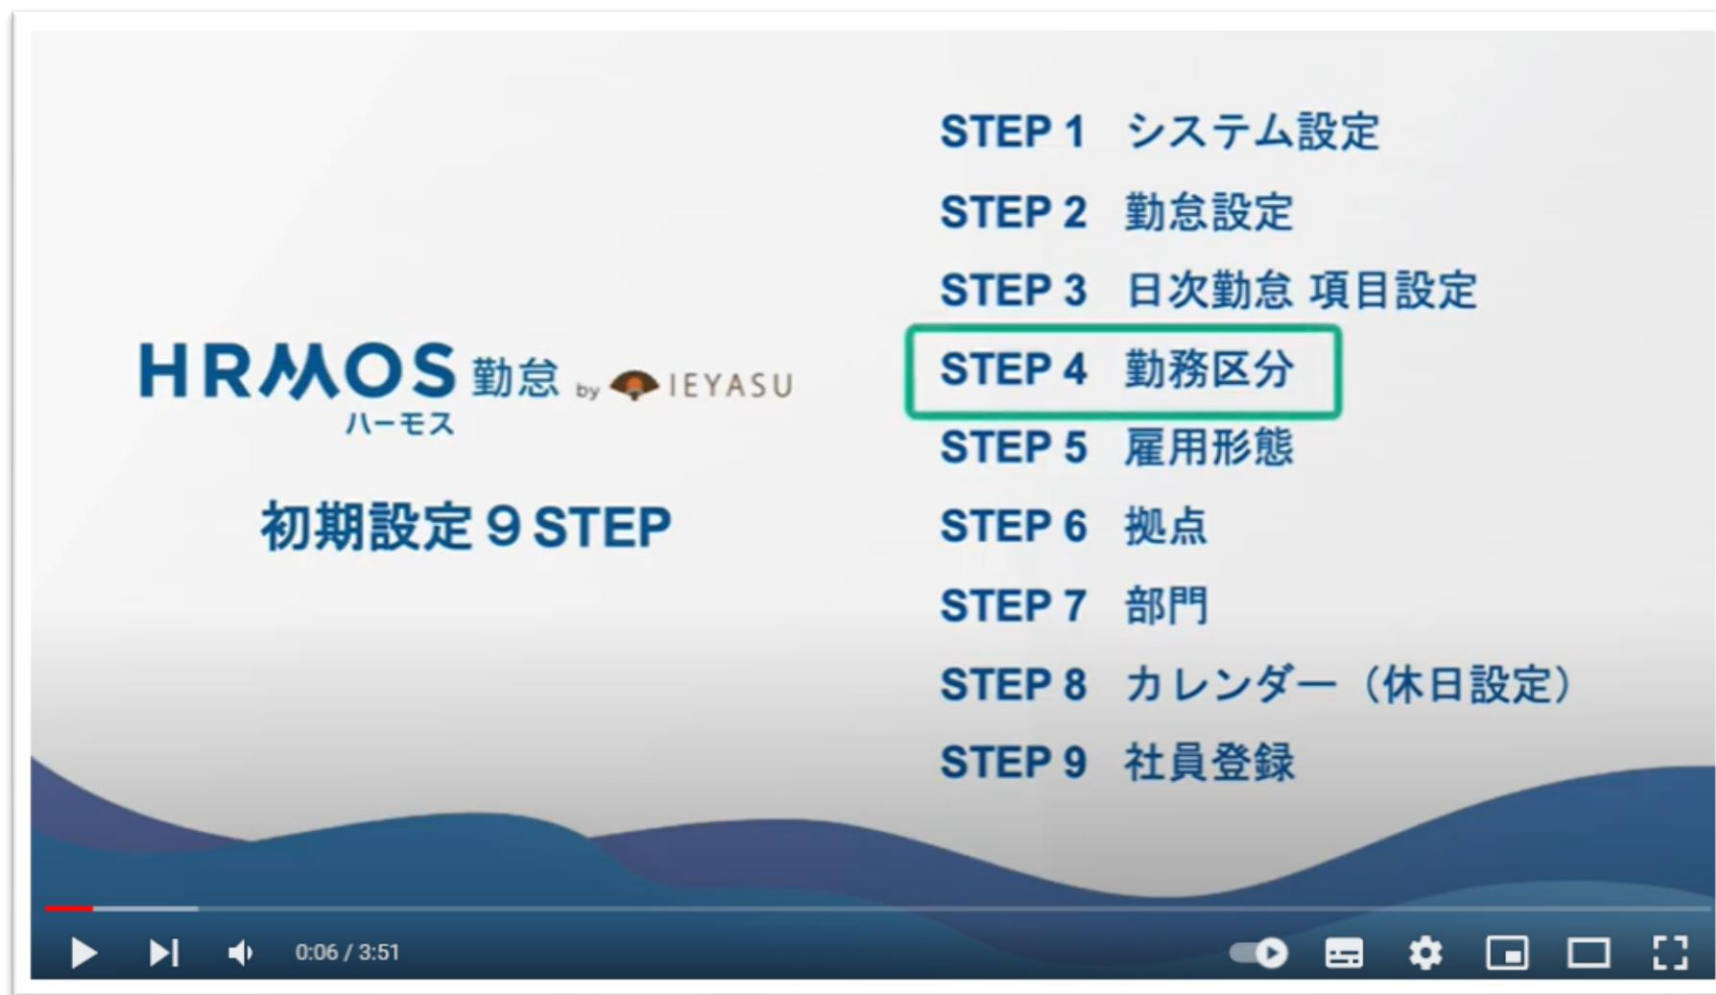 HRMOS 勤怠 by IEYASU
ハーモス
初期設定９STEP
STEP 1 システム設定
STEP 2 勤怠設定
STEP 3 日次勤怠 項目設定
STEP 4 勤務区分
STEP 5 雇用形態
STEP 6 拠点
STEP 7 部門
STEP 8 カレンダー（休日設定）
STEP 9 社員登録
0:06 / 3:51